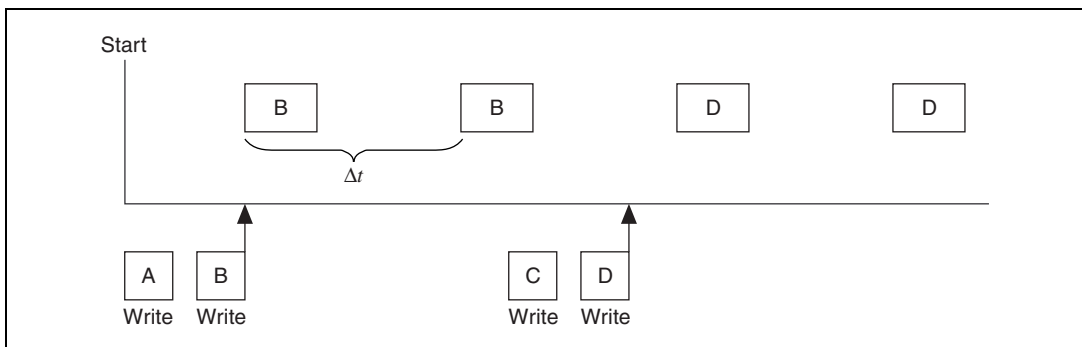 Start
B B D D
Δt
A B C D
Write Write Write Write